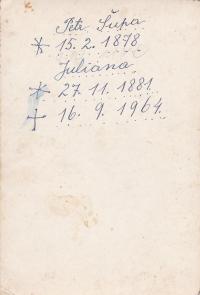 Petr Šupa
* 15. 2. 1878
Juliana
* 27. 11. 1881.
+ 16. 9. 1964.